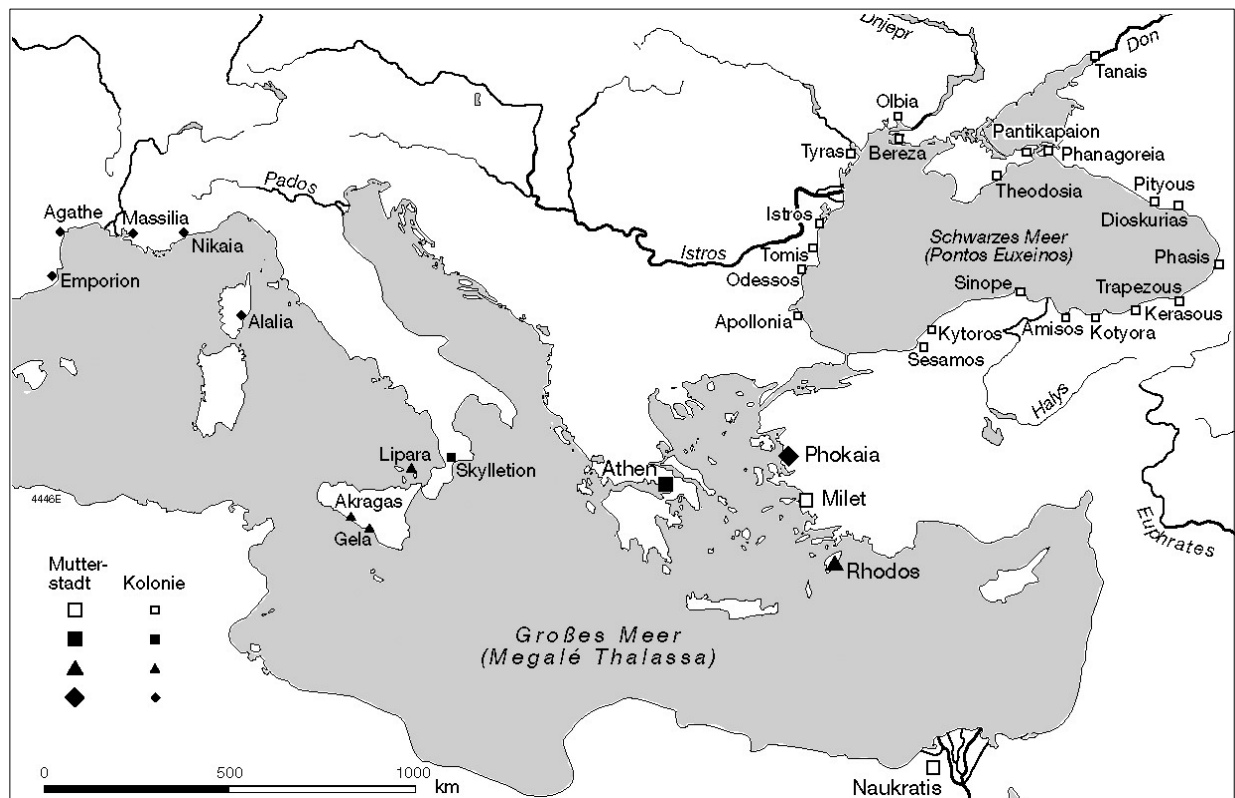 Dnjepr
Don
Tanais
Olbia
Pantikapaion
Tyras
Bereza
Phanagoreia
Pados
Theodosia
Pityous
Agathe
Massilia
Istros
Dioskurias
Nikaia
Schwarzes Meer
(Pontos Euxeinos)
Istros
Tomis
Phasis
Emporion
Odessos
Sinope
Trapezous
Alalia
Apollonia
Kytoros
Amisos
Kerasous
Kotyora
Sesamos
Halys
Lipara
Skylletion
Athen
Phokaia
4446E
Akragas
Milet
Gela
Euphrates
Mutter-
stadt
Kolonie
Rhodos
Großes Meer
(Megalé Thalassa)
0
500
1000
km
Naukratis